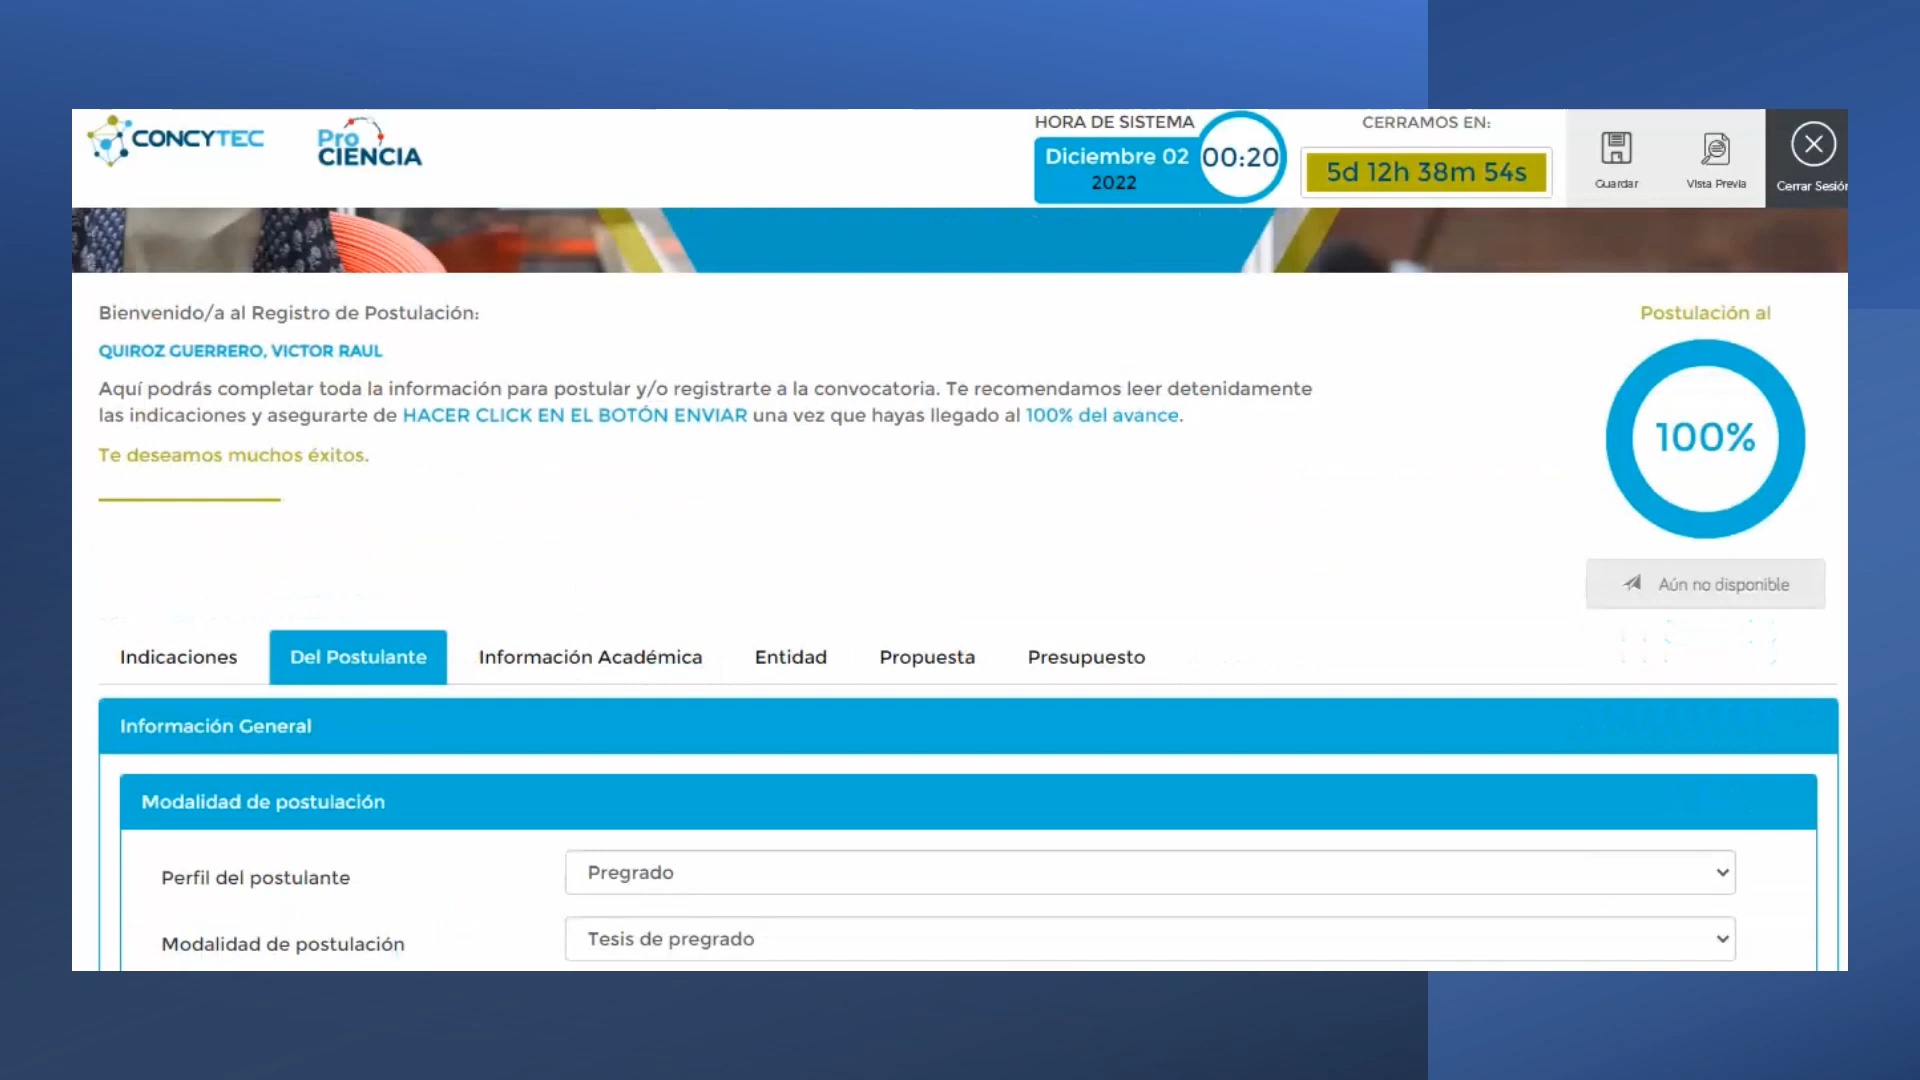 CONCYTEC
Pro
CIENCIA
HORA DE SISTEMA
Diciembre 02
2022
00:20
CERRAMOS EN:
5d 12h 38m 54s
Guardar
Vista Previa
Cerrar Sesión
Bienvenido/a al Registro de Postulación:
QUIROZ GUERRERO, VICTOR RAUL
Aquí podrás completar toda la información para postular y/o registrarte a la convocatoria. Te recomendamos leer detenidamente
las indicaciones y asegurarte de HACER CLICK EN EL BOTÓN ENVIAR una vez que hayas llegado al 100% del avance.
Te deseamos muchos éxitos.
Postulación al
100%
Aún no disponible
Indicaciones
Del Postulante
Información Académica
Entidad
Propuesta
Presupuesto
Información General
Modalidad de postulación
Perfil del postulante
Pregrado
Modalidad de postulación
Tesis de pregrado